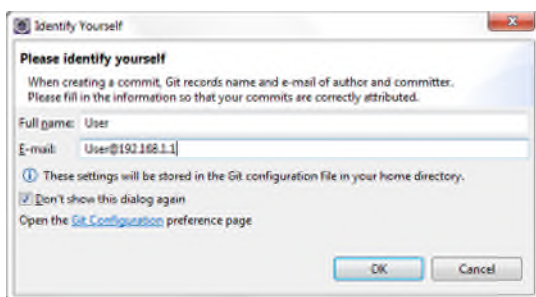 Identify Yourself
Please identify yourself
When creating a commit, Git records name and e-mail of author and committer.
Please fill in the information so that your commits are correctly attributed.
Full name: User
E-mail: User@192.168.1.1
These settings will be stored in the Git configuration file in your home directory.
Don't show this dialog again
Open the Git Configuration preference page
OK Cancel